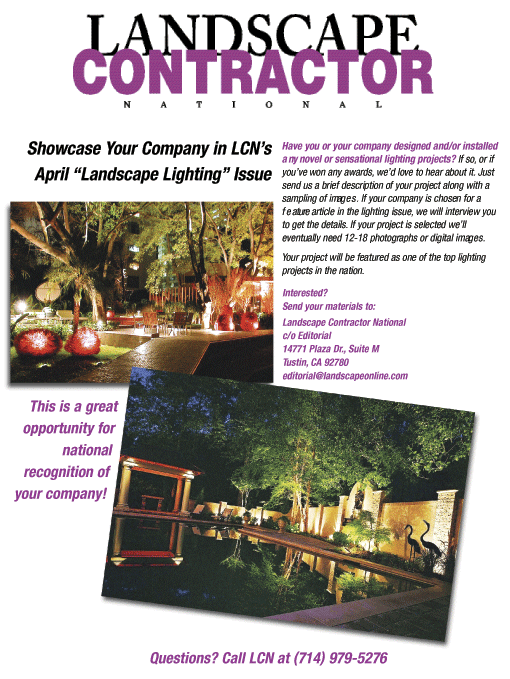 LANDSCAPE
CONTRACTOR
N A T I O N A L
Showcase Your Company in LCN's
April “Landscape Lighting” Issue
Have you or your company designed and/or installed
any novel or sensational lighting projects? If so, or if
you've won any awards, we'd love to hear about it. Just
send us a brief description of your project along with a
sampling of images. If your company is chosen for a
feature article in the lighting issue, we will interview you
to get the details. If your project is selected we'll
eventually need 12-18 photographs or digital images.
Your project will be featured as one of the top lighting
projects in the nation.
Interested?
Send your materials to:
Landscape Contractor National
c/o Editorial
14771 Plaza Dr., Suite M
Tustin, CA 92780
editorial@landscapeonline.com
This is a great
opportunity for
national
recognition of
your company!
Questions? Call LCN at (714) 979-5276